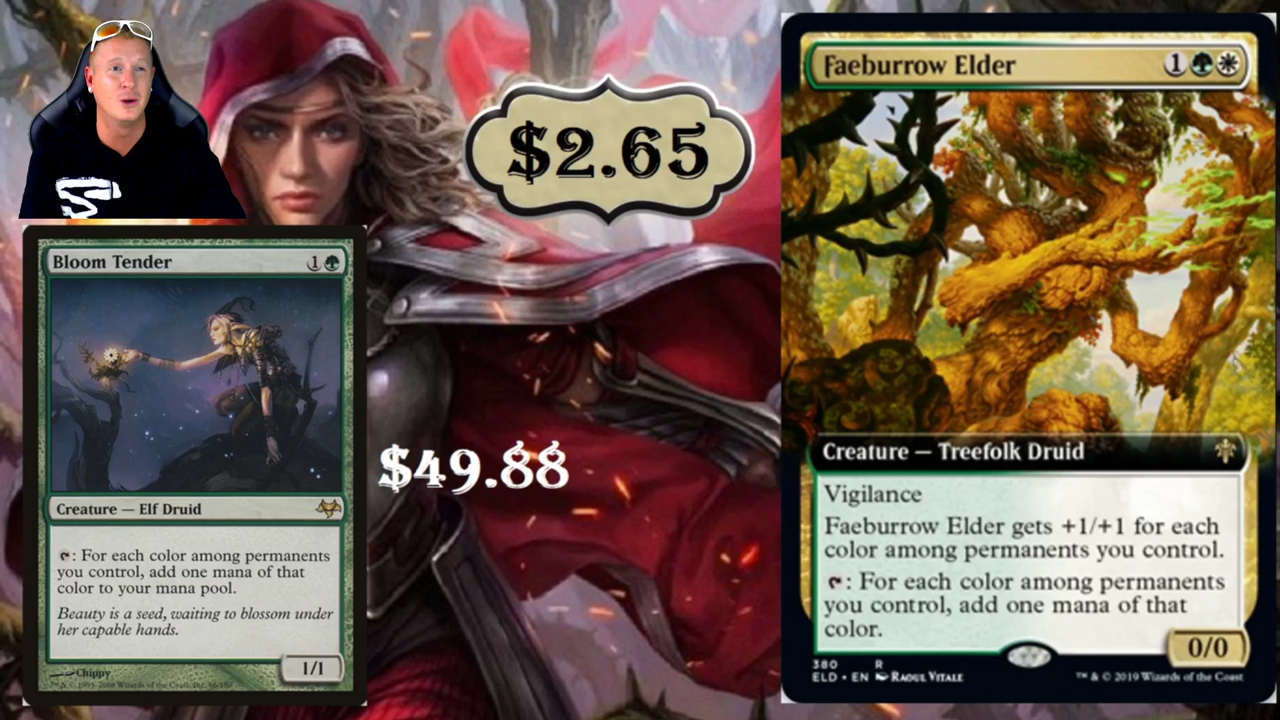 $2.65
Bloom Tender 1
$49.88
Creature — Elf Druid
: For each color among permanents
you control, add one mana of that
color to your mana pool.
Beauty is a seed, waiting to blossom under
her capable hands.
1/1
Chippy
Faeburrow Elder 1
Creature — Treefolk Druid
Vigilance
Faeburrow Elder gets +1/+1 for each
color among permanents you control.
: For each color among permanents
you control, add one mana of that
color.
0/0
380 R
ELD • EN RAOUL VITALE
™ & © 2019 Wizards of the Coast